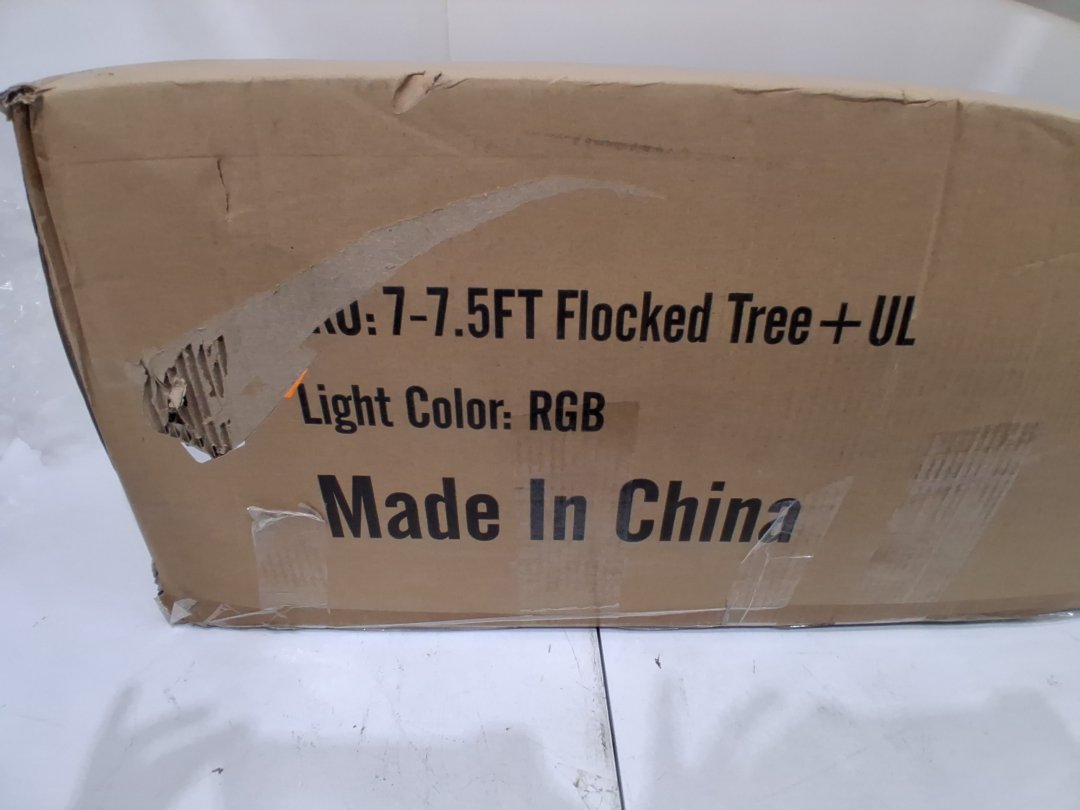 7-7.5FT Flocked Tree+UL
Light Color: RGB
Made In China